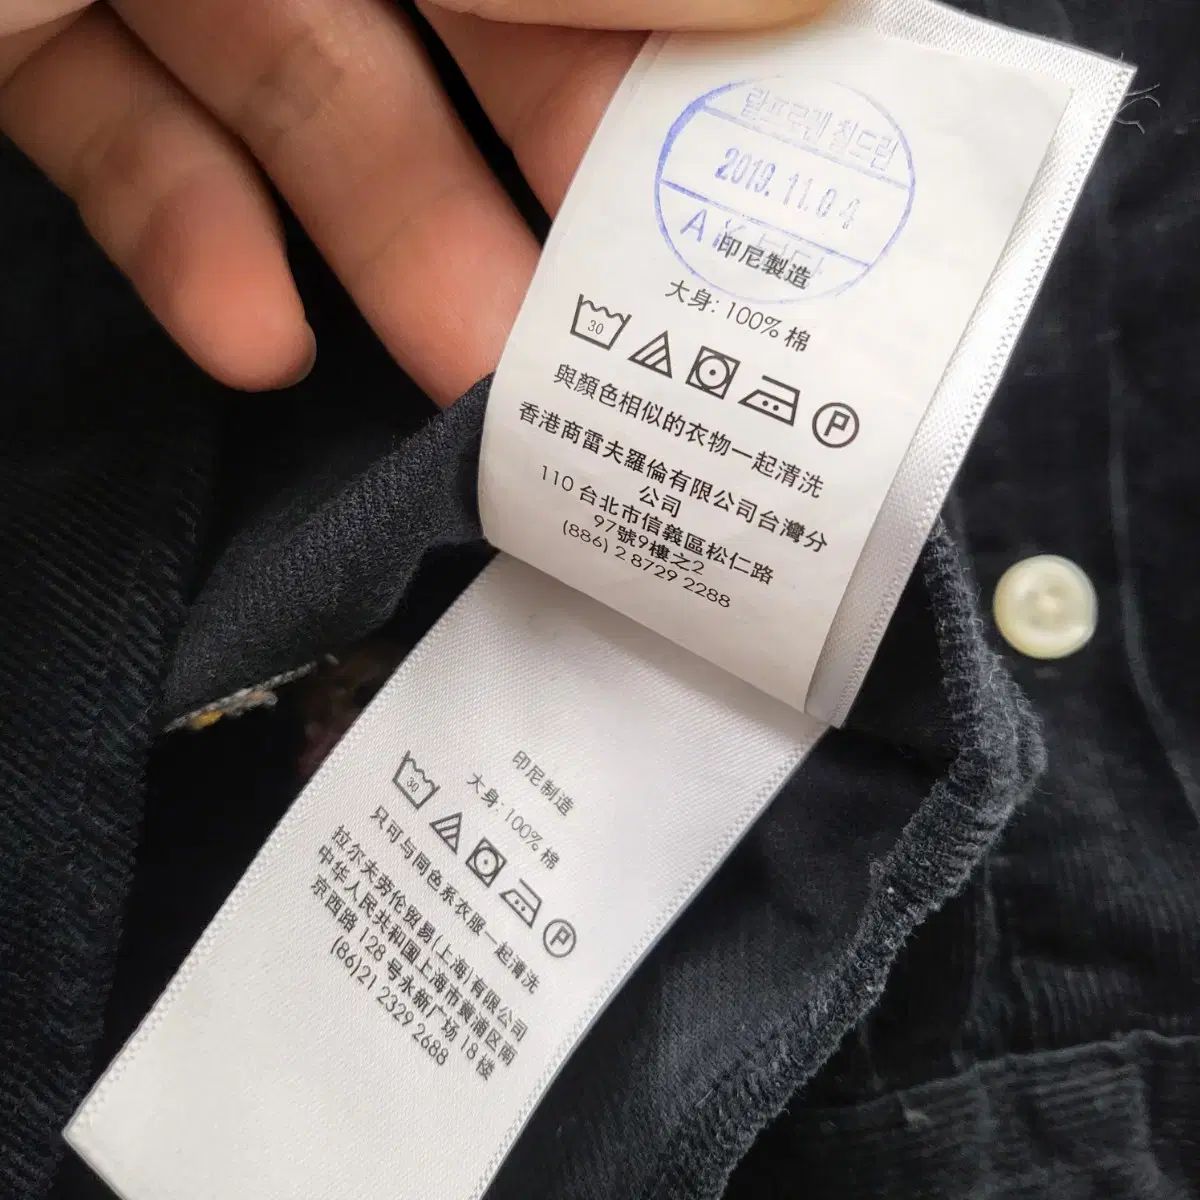 랄프로렌 칠드런
2019. 11. 04
A
印尼製造
大身: 100% 棉
30
P
與顏色相似的衣物一起清洗
香港商雷夫羅倫有限公司台灣分
公司
110 台北市信義區松仁路
97號9樓之2
(886) 2 8729 2288
印尼制造
大身: 100% 棉
30
P
只可与同色系衣服一起清洗
拉尔夫劳伦贸易(上海)有限公司
中华人民共和国上海市黄浦区南
京西路 128 号永新广场 18 楼
(8612) 2329 2688